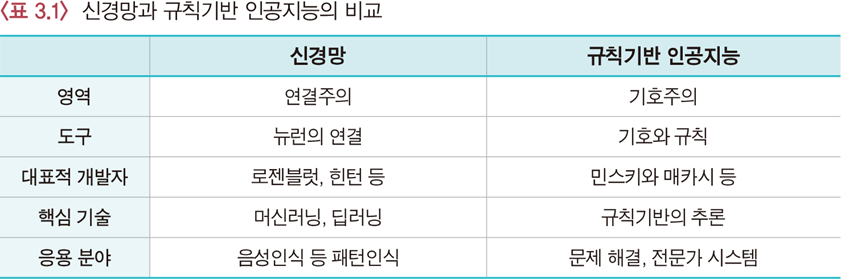 〈표 3.1〉 신경망과 규칙기반 인공지능의 비교
신경망 규칙기반 인공지능
영역 연결주의 기호주의
도구 뉴런의 연결 기호와 규칙
대표적 개발자 로젠블럿, 힌턴 등 민스키와 매카시 등
핵심 기술 머신러닝, 딥러닝 규칙기반의 추론
응용 분야 음성인식 등 패턴인식 문제 해결, 전문가 시스템